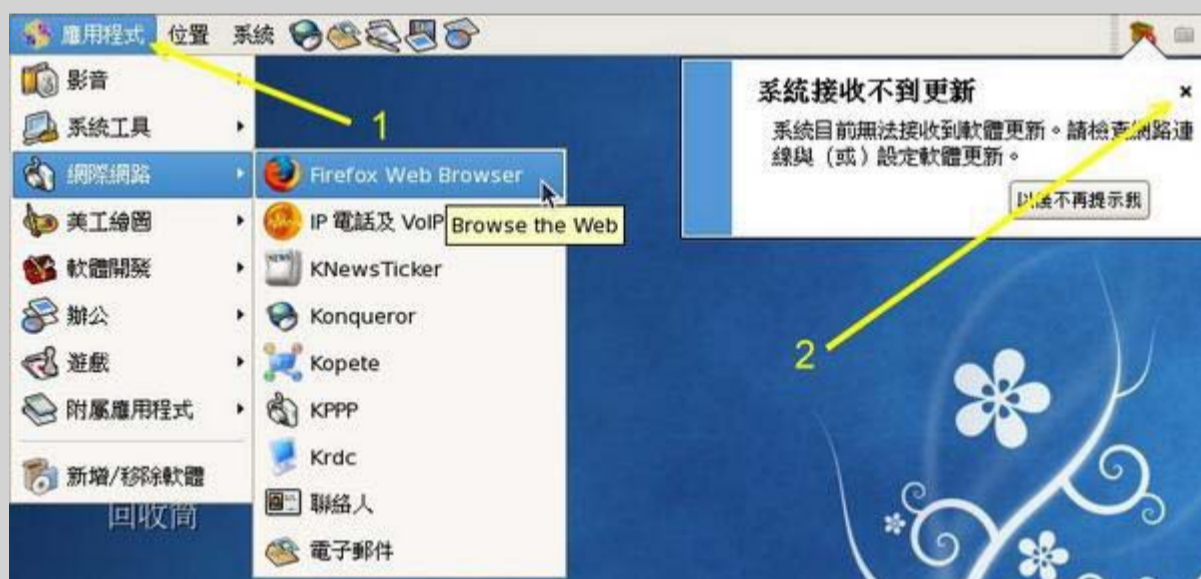 應用程式 位置 系統
影音
系統工具
網際網路
美工繪圖
軟體開發
辦公
遊戲
附屬應用程式
新增/移除軟體
回收筒
1
Firefox Web Browser
IP 電話及 VoIP
Browse the Web
KNewsTicker
Konqueror
Kopete
KPPP
Krdc
聯絡人
電子郵件
系統接收不到更新
系統目前無法接收到軟體更新。請檢查網路連
線與（或）設定軟體更新。
以後不再提示我
2